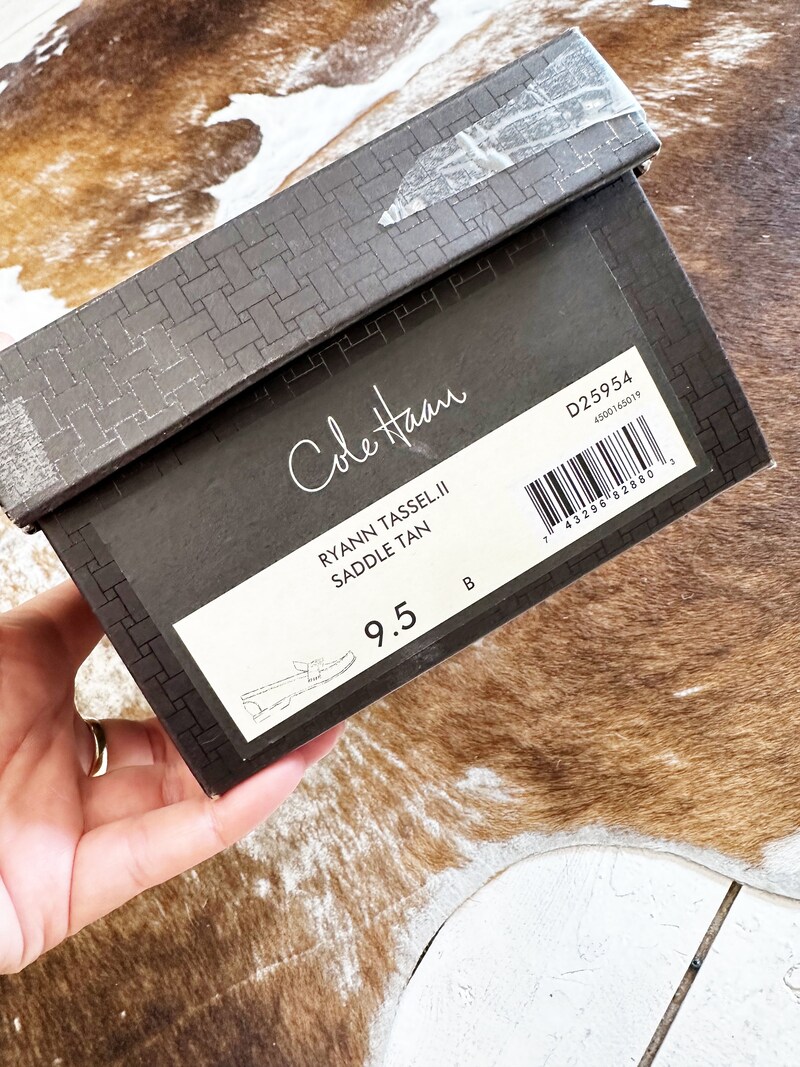 Cole Haan
D25954
4500165019
RYANN TASSEL.II
SADDLE TAN
7 43296 82880 3
9.5 B